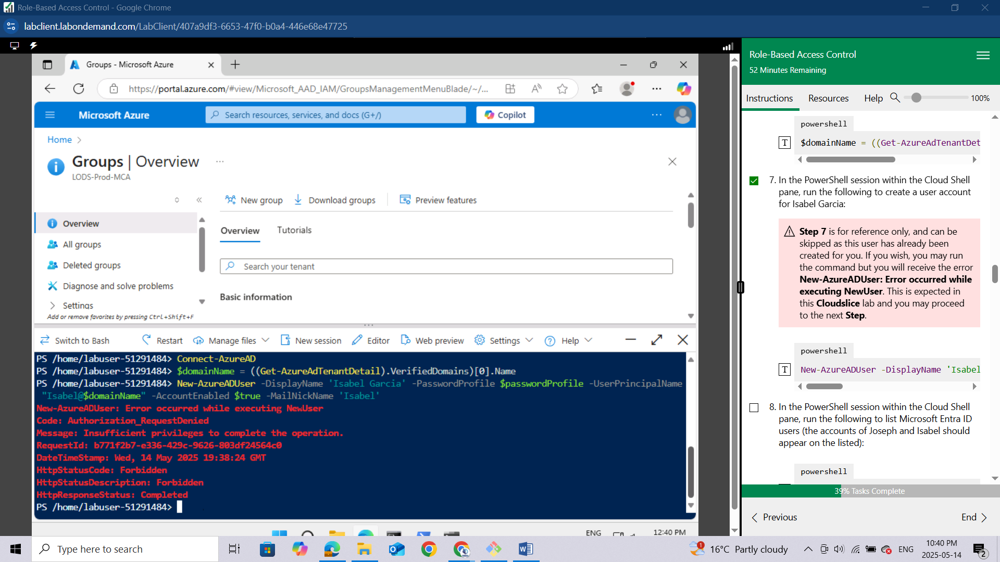 Role-Based Access Control - Google Chrome
labclient.labondemand.com/LabClient/407a9df3-6653-47f0-b0a4-446e68e47725
Groups - Microsoft Azure
https://portal.azure.com/#view/Microsoft_AAD_IAM/GroupsManagementMenuBlade/~/...
Microsoft Azure
Search resources, services, and docs (G+/)
Copilot
Home
Groups | Overview
LODS-Prod-MCA
New group
Download groups
Preview features
Overview
All groups
Deleted groups
Diagnose and solve problems
Settings
Add or remove favorites by pressing Ctrl+Shift+F
Overview
Tutorials
Search your tenant
Basic information
Switch to Bash
Restart
Manage files
New session
Editor
Web preview
Settings
Help
PS /home/labuser-51291484> Connect-AzureAD
PS /home/labuser-51291484> $domainName = ((Get-AzureAdTenantDetail).VerifiedDomains)[0].Name
PS /home/labuser-51291484> New-AzureADUser -DisplayName 'Isabel Garcia' -PasswordProfile $passwordProfile -UserPrincipalName
"Isabel@$domainName" -AccountEnabled $true -MailNickName 'Isabel'
New-AzureADUser: Error occurred while executing NewUser
Code: Authorization_RequestDenied
Message: Insufficient privileges to complete the operation.
RequestId: b771f2b7-e336-429c-9626-803df24564c0
DateTimeStamp: Wed, 14 May 2025 19:38:24 GMT
HttpStatusCode: Forbidden
HttpStatusDescription: Forbidden
HttpResponseStatus: Completed
PS /home/labuser-51291484>
ENG
12:40 PM
Role-Based Access Control
52 Minutes Remaining
Instructions
Resources
Help
100%
powershell
T
$domainName = ((Get-AzureAdTenantDet
7. In the PowerShell session within the Cloud Shell
pane, run the following to create a user account
for Isabel Garcia:
Step 7 is for reference only, and can be
skipped as this user has already been
created for you. If you wish, you may run
the command but you will receive the error
New-AzureADUser: Error occurred while
executing NewUser. This is expected in
this Cloudslice lab and you may proceed
to the next Step.
powershell
T
New-AzureADUser -DisplayName 'Isabel
8. In the PowerShell session within the Cloud Shell
pane, run the following to list Microsoft Entra ID
users (the accounts of Joseph and Isabel should
appear on the listed):
powershell
39% Tasks Complete
Previous
End
Type here to search
1
16°C Partly cloudy
ENG
10:40 PM
2025-05-14
2